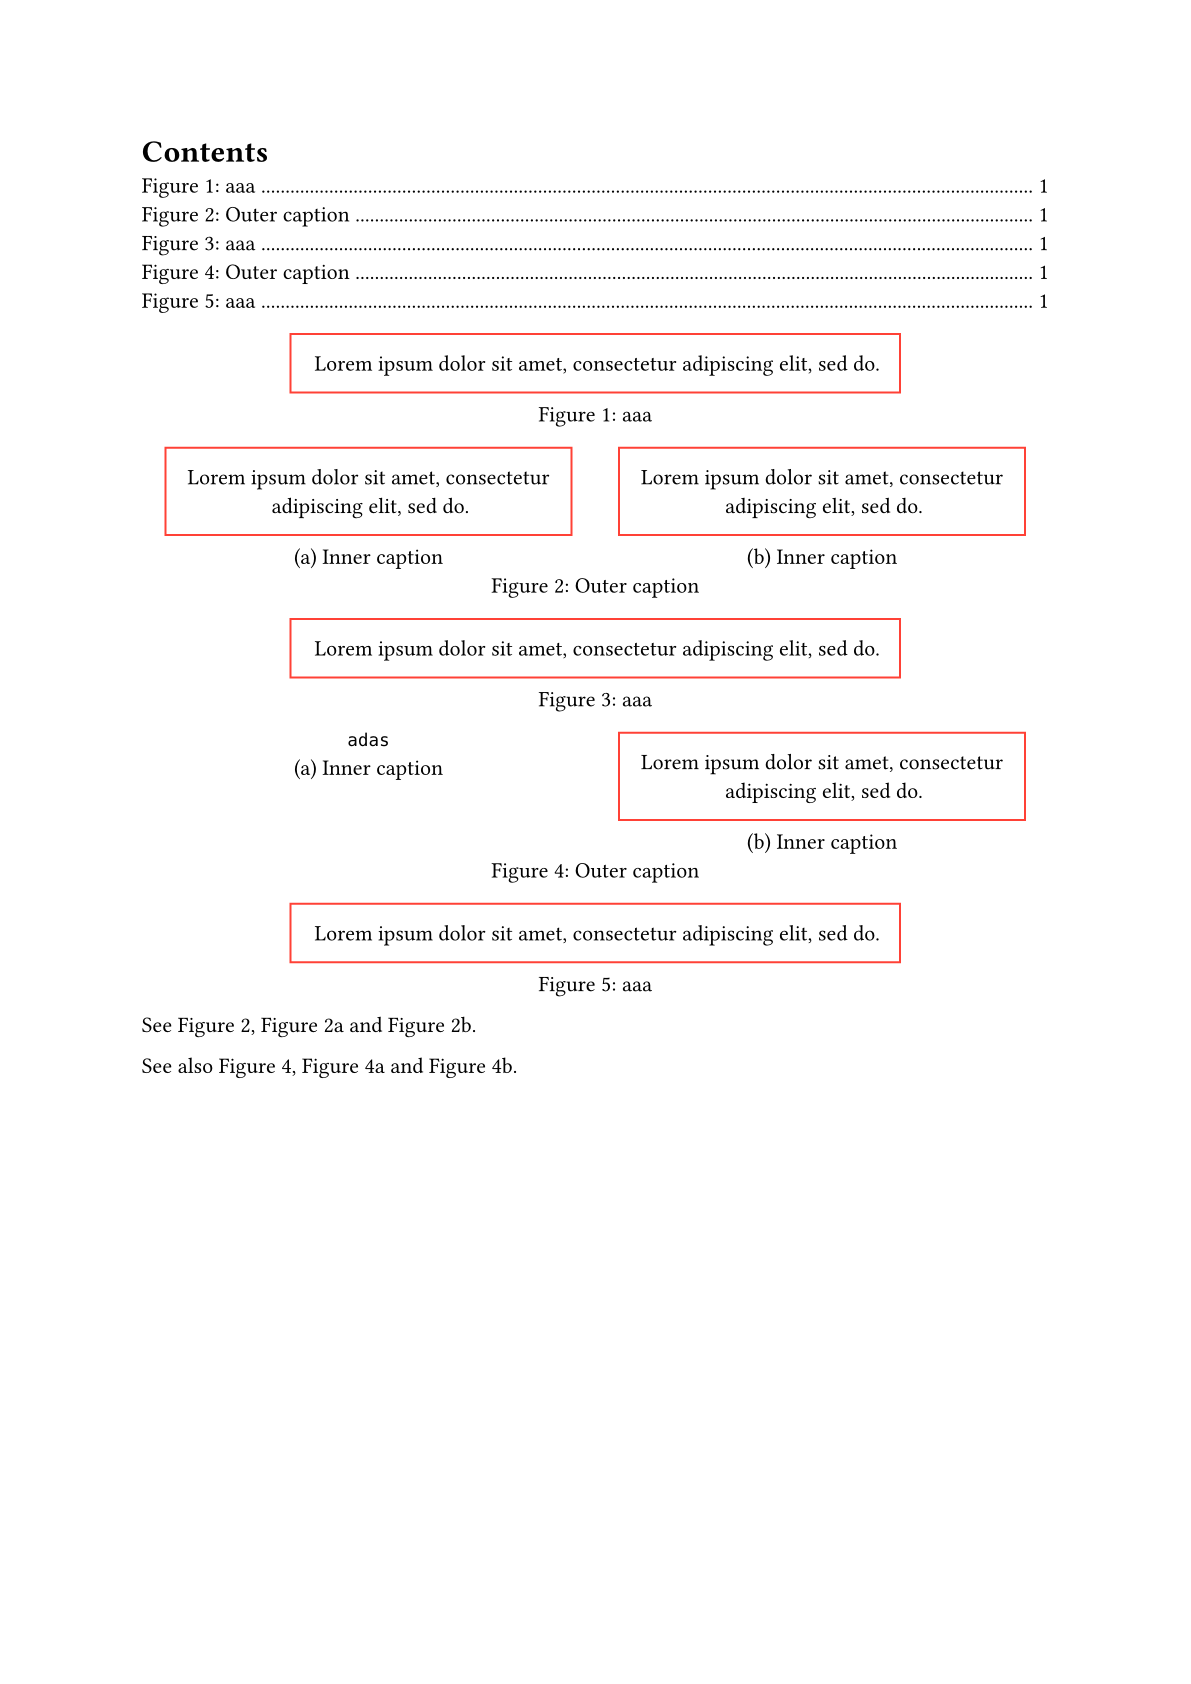 Contents
Figure 1: aaa ........................................................................................................................................................ 1
Figure 2: Outer caption ..................................................................................................................................... 1
Figure 3: aaa ........................................................................................................................................................ 1
Figure 4: Outer caption ..................................................................................................................................... 1
Figure 5: aaa ........................................................................................................................................................ 1
Lorem ipsum dolor sit amet, consectetur adipiscing elit, sed do.
Figure 1: aaa
Lorem ipsum dolor sit amet, consectetur
adipiscing elit, sed do.
(a) Inner caption
Lorem ipsum dolor sit amet, consectetur
adipiscing elit, sed do.
(b) Inner caption
Figure 2: Outer caption
Lorem ipsum dolor sit amet, consectetur adipiscing elit, sed do.
Figure 3: aaa
adas
(a) Inner caption
Lorem ipsum dolor sit amet, consectetur
adipiscing elit, sed do.
(b) Inner caption
Figure 4: Outer caption
Lorem ipsum dolor sit amet, consectetur adipiscing elit, sed do.
Figure 5: aaa
See Figure 2, Figure 2a and Figure 2b.
See also Figure 4, Figure 4a and Figure 4b.